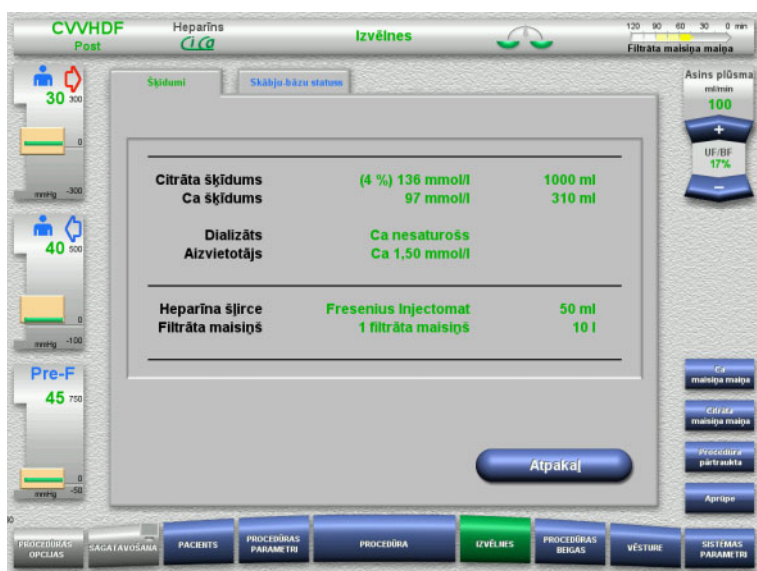 CVVHDF
Post
Heparīns
CiCa
Izvēlnes
120 90 60 30 0 min
Filtrāta maisiņa maiņa
30 300
0
mmHg -300
40 500
0
mmHg -100
Pre-F
45 750
0
mmHg -50
Šķidumi
Skābju-bāzu statuss
Citrāta šķīdums (4 %) 136 mmol/l 1000 ml
Ca šķīdums 97 mmol/l 310 ml
Dializāts Ca nesaturošs
Aizvietotājs Ca 1,50 mmol/l
Heparīna šļirce Fresenius Injectomat 50 ml
Filtrāta maisiņš 1 filtrāta maisiņš 10 l
Atpakaļ
Asins plūsma
ml/min
100
+
UF/BF
17%
−
Ca
maisiņa maiņa
Citrāta
maisiņa maiņa
Procedūra
pārtraukta
Aprūpe
PROCEDŪRAS
OPCIJAS
SAGATAVOŠANA
PACIENTS
PROCEDŪRAS
PARAMETRI
PROCEDŪRA
IZVĒLNES
PROCEDŪRAS
BEIGAS
VĒSTURE
SISTĒMAS
PARAMETRI